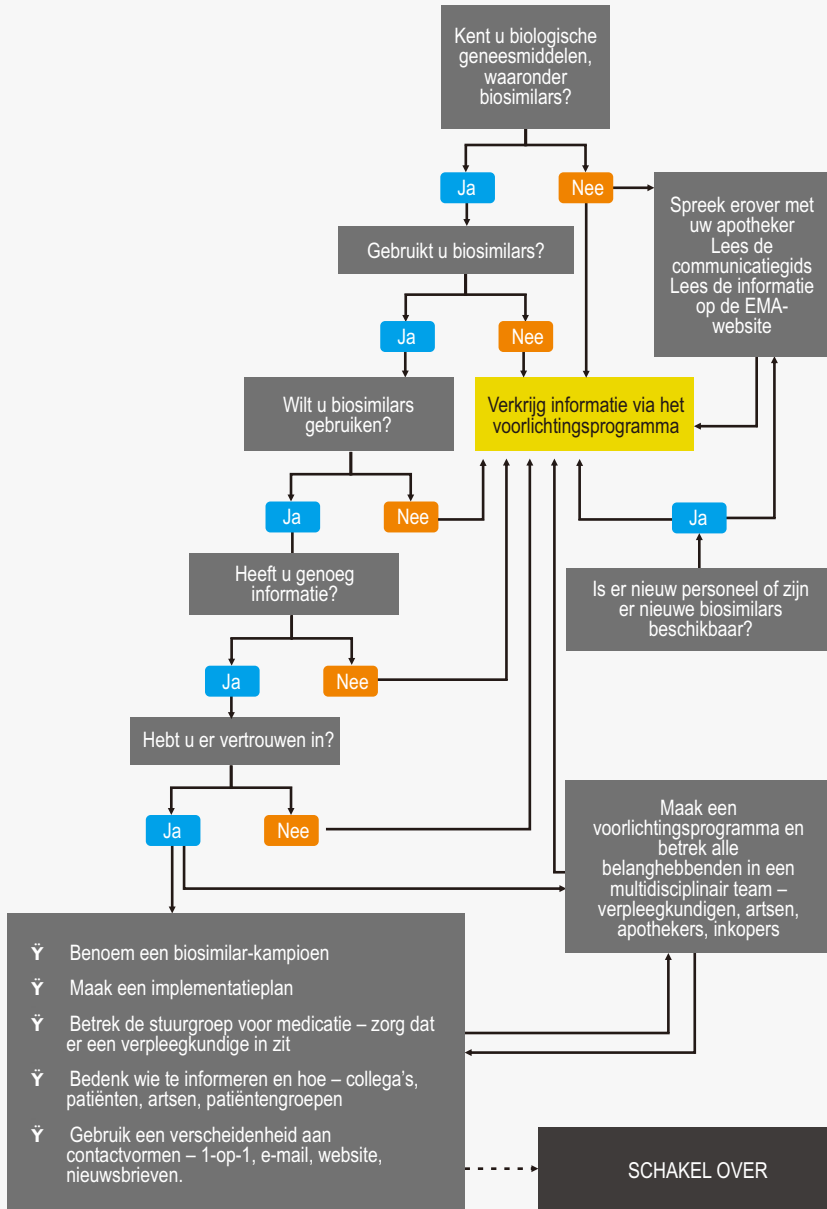 Kent u biologische
geneesmiddelen,
waaronder
biosimilars?
Ja
Nee
Spreek erover met
uw apotheker
Lees de
communicatiegids
Lees de informatie
op de EMA-
website
Gebruikt u biosimilars?
Ja
Nee
Wilt u biosimilars
gebruiken?
Verkrijg informatie via het
voorlichtingsprogramma
Ja
Nee
Ja
Heeft u genoeg
informatie?
Is er nieuw personeel of zijn
er nieuwe biosimilars
beschikbaar?
Ja
Nee
Hebt u er vertrouwen in?
Ja
Nee
Maak een
voorlichtingsprogramma en
betrek alle
belanghebbenden in een
multidisciplinair team –
verpleegkundigen, artsen,
apothekers, inkopers
Ÿ Benoem een biosimilar-kampioen
Ÿ Maak een implementatieplan
Ÿ Betrek de stuurgroep voor medicatie – zorg dat
er een verpleegkundige in zit
Ÿ Bedenk wie te informeren en hoe – collega's,
patiënten, artsen, patiëntengroepen
Ÿ Gebruik een verscheidenheid aan
contactvormen – 1-op-1, e-mail, website,
nieuwsbrieven.
SCHAKEL OVER